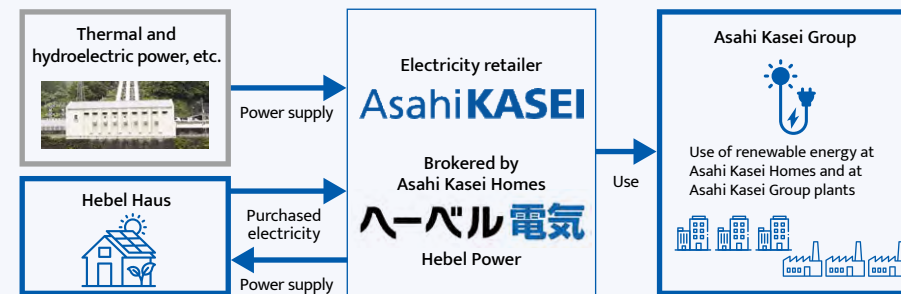 Thermal and
hydroelectric power, etc.
Power supply
Hebel Haus
Purchased
electricity
Power supply
Electricity retailer
AsahiKASEI
Brokered by
Asahi Kasei Homes
ヘーベル電気
Hebel Power
Use
Asahi Kasei Group
Use of renewable energy at
Asahi Kasei Homes and at
Asahi Kasei Group plants